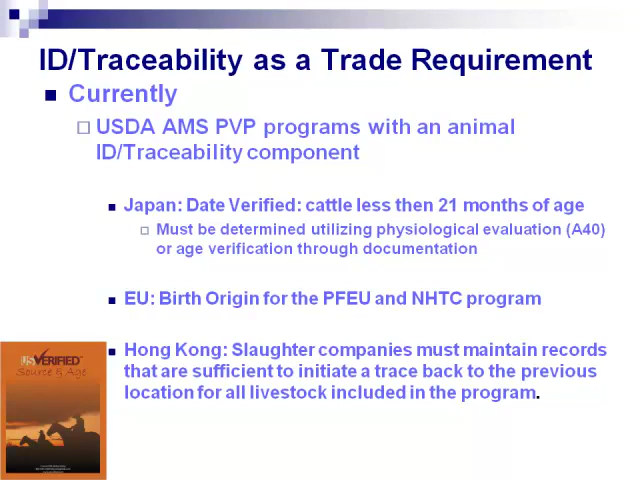 ID/Traceability as a Trade Requirement
Currently
USDA AMS PVP programs with an animal
ID/Traceability component
Japan: Date Verified: cattle less then 21 months of age
Must be determined utilizing physiological evaluation (A40)
or age verification through documentation
EU: Birth Origin for the PFEU and NHTC program
Hong Kong: Slaughter companies must maintain records
that are sufficient to initiate a trace back to the previous
location for all livestock included in the program.
US VERIFIED
Source & Age